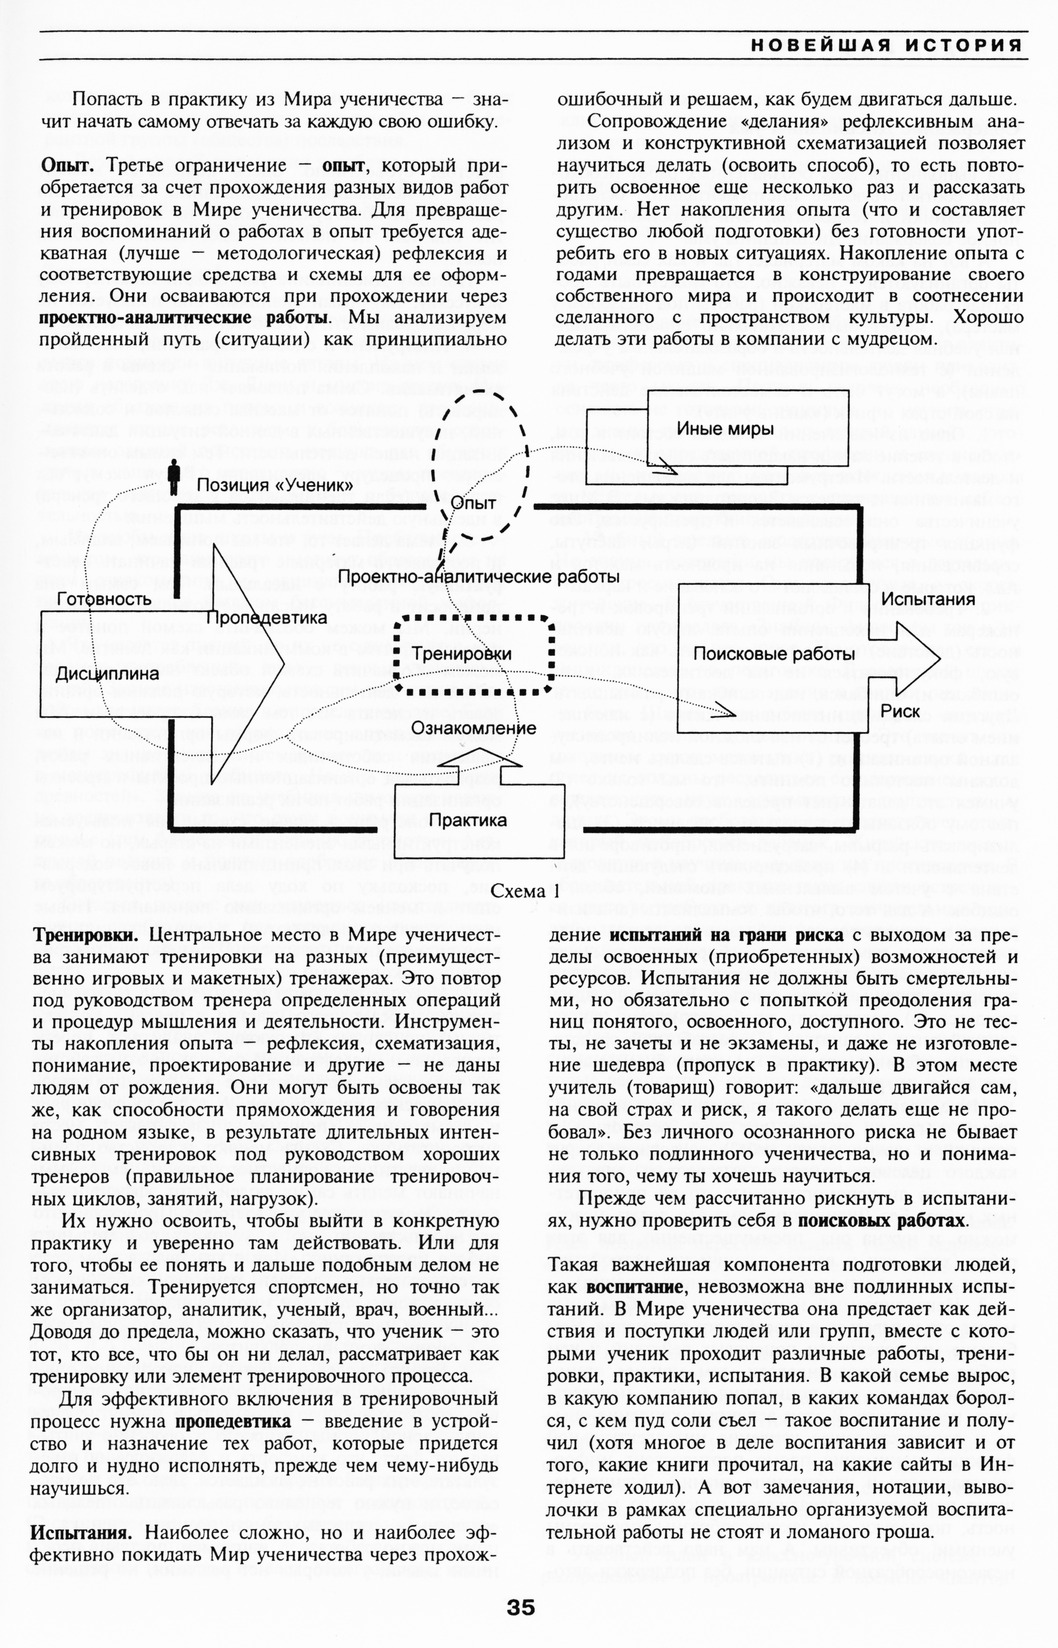 НОВЕЙШАЯ ИСТОРИЯ
Попасть в практику из Мира ученичества – зна-
чит начать самому отвечать за каждую свою ошибку.
Опыт. Третье ограничение – опыт, который при-
обретается за счет прохождения разных видов работ
и тренировок в Мире ученичества. Для превраще-
ния воспоминаний о работах в опыт требуется аде-
кватная (лучше – методологическая) рефлексия и
соответствующие средства и схемы для ее оформ-
ления. Они осваиваются при прохождении через
проектно-аналитические работы. Мы анализируем
пройденный путь (ситуации) как принципиально
ошибочный и решаем, как будем двигаться дальше.
Сопровождение «делания» рефлексивным ана-
лизом и конструктивной схематизацией позволяет
научиться делать (освоить способ), то есть повто-
рить освоенное еще несколько раз и рассказать
другим. Нет накопления опыта (что и составляет
существо любой подготовки) без готовности упот-
ребить его в новых ситуациях. Накопление опыта с
годами превращается в конструирование своего
собственного мира и происходит в соотнесении
сделанного с пространством культуры. Хорошо
делать эти работы в компании с мудрецом.
Иные миры
Позиция «Ученик»
Опыт
Проектно-аналитические работы
Готовность
Испытания
Пропедевтика
Тренировки
Поисковые работы
Дисциплина
Риск
Ознакомление
Практика
Схема 1
Тренировки. Центральное место в Мире ученичест-
ва занимают тренировки на разных (преимущест-
венно игровых и макетных) тренажерах. Это повтор
под руководством тренера определенных операций
и процедур мышления и деятельности. Инструмен-
ты накопления опыта – рефлексия, схематизация,
понимание, проектирование и другие – не даны
людям от рождения. Они могут быть освоены так
же, как способности прямохождения и говорения
на родном языке, в результате длительных интен-
сивных тренировок под руководством хороших
тренеров (правильное планирование тренировоч-
ных циклов, занятий, нагрузок).
Их нужно освоить, чтобы выйти в конкретную
практику и уверенно там действовать. Или для
того, чтобы ее понять и дальше подобным делом не
заниматься. Тренируется спортсмен, но точно так
же организатор, аналитик, ученый, врач, военный...
Доводя до предела, можно сказать, что ученик – это
тот, кто все, что бы он ни делал, рассматривает как
тренировку или элемент тренировочного процесса.
Для эффективного включения в тренировочный
процесс нужна пропедевтика – введение в устрой-
ство и назначение тех работ, которые придется
долго и нудно исполнять, прежде чем чему-нибудь
научишься.
Испытания. Наиболее сложно, но и наиболее эф-
фективно покидать Мир ученичества через прохож-
дение испытаний на грани риска с выходом за пре-
делы освоенных (приобретенных) возможностей и
ресурсов. Испытания не должны быть смертельны-
ми, но обязательно с попыткой преодоления гра-
ниц понятого, освоенного, доступного. Это не тес-
ты, не зачеты и не экзамены, и даже не изготовле-
ние шедевра (пропуск в практику). В этом месте
учитель (товарищ) говорит: «дальше двигайся сам,
на свой страх и риск, я такого делать еще не про-
бовал». Без личного осознанного риска не бывает
не только подлинного ученичества, но и понима-
ния того, чему ты хочешь научиться.
Прежде чем рассчитанно рискнуть в испытани-
ях, нужно проверить себя в поисковых работах.
Такая важнейшая компонента подготовки людей,
как воспитание, невозможна вне подлинных испы-
таний. В Мире ученичества она предстает как дей-
ствия и поступки людей или групп, вместе с кото-
рыми ученик проходит различные работы, трени-
ровки, практики, испытания. В какой семье вырос,
в какую компанию попал, в каких командах борол-
ся, с кем пуд соли съел – такое воспитание и полу-
чил (хотя многое в деле воспитания зависит и от
того, какие книги прочитал, на какие сайты в Ин-
тернете ходил). А вот замечания, нотации, выво-
лочки в рамках специально организуемой воспита-
тельной работы не стоят и ломаного гроша.
35